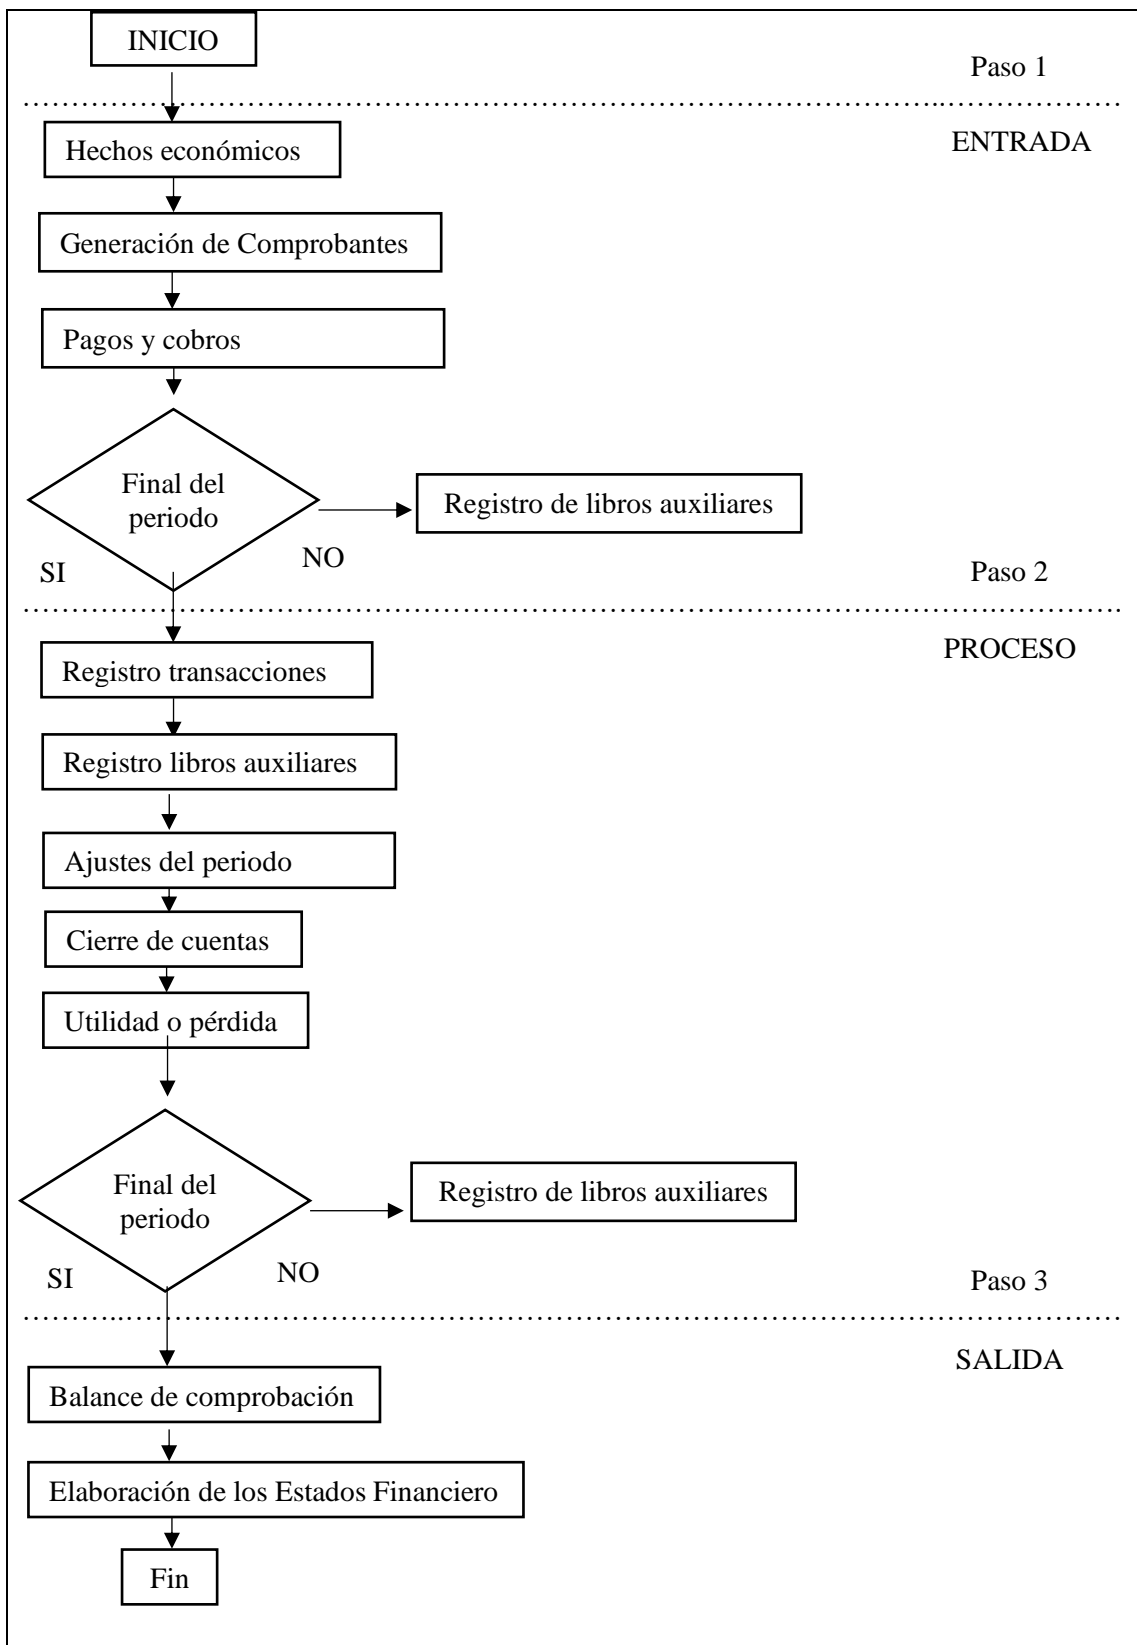 INICIO
Paso 1
ENTRADA
Hechos económicos
Generación de Comprobantes
Pagos y cobros
Final del
periodo
Registro de libros auxiliares
SI
NO
Paso 2
PROCESO
Registro transacciones
Registro libros auxiliares
Ajustes del periodo
Cierre de cuentas
Utilidad o pérdida
Final del
periodo
Registro de libros auxiliares
SI
NO
Paso 3
SALIDA
Balance de comprobación
Elaboración de los Estados Financiero
Fin